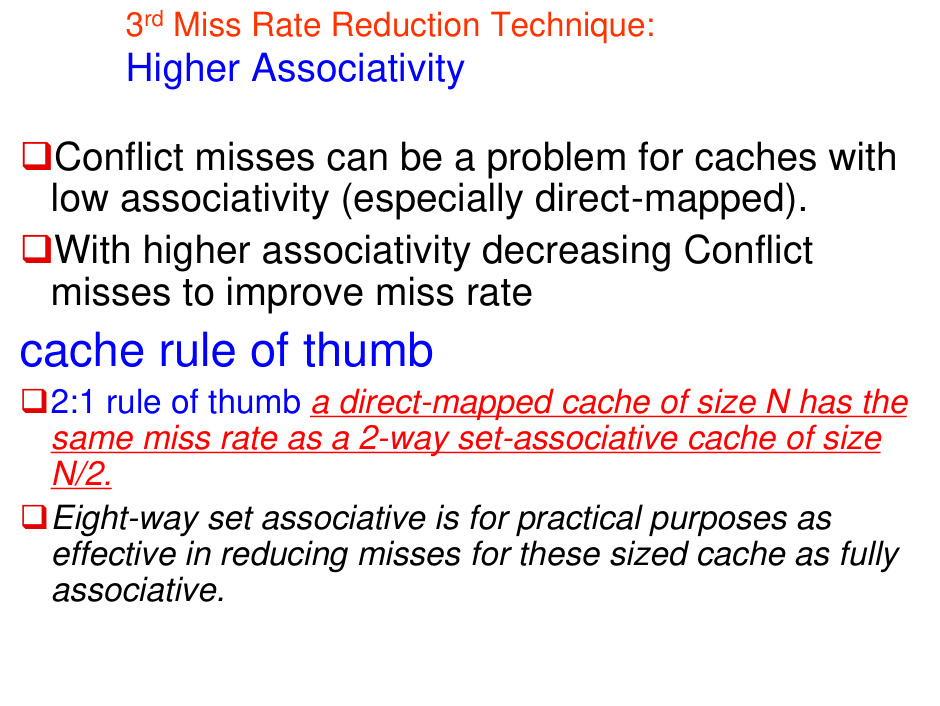 3rd Miss Rate Reduction Technique:
Higher Associativity
❑Conflict misses can be a problem for caches with
low associativity (especially direct-mapped).
❑With higher associativity decreasing Conflict
misses to improve miss rate
cache rule of thumb
❑2:1 rule of thumb a direct-mapped cache of size N has the
same miss rate as a 2-way set-associative cache of size
N/2.
❑Eight-way set associative is for practical purposes as
effective in reducing misses for these sized cache as fully
associative.